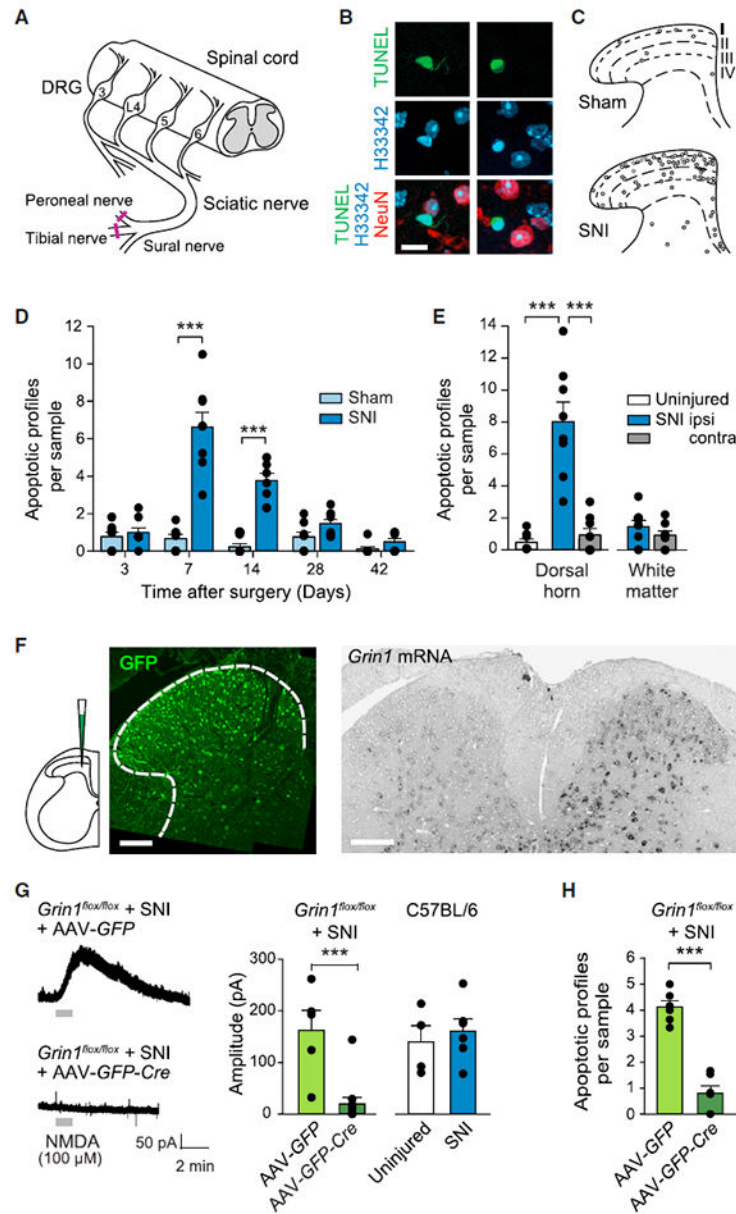 A
Spinal cord
DRG
3
L4
5
6
Peroneal nerve
Sciatic nerve
Tibial nerve
Sural nerve
B
TUNEL
H33342
TUNEL
H33342
NeuN
C
I
II
III
IV
Sham
SNI
D
Apoptotic profiles
per sample
12
10
8
6
4
2
0
***
***
Sham
SNI
3
7
14
28
42
Time after surgery (Days)
E
Apoptotic profiles
per sample
14
12
10
8
6
4
2
0
*** ***
Uninjured
SNI ipsi
contra
Dorsal
horn
White
matter
F
GFP
Grin1 mRNA
G
Grin1flox/flox + SNI
+ AAV-GFP
Grin1flox/flox + SNI
+ AAV-GFP-Cre
NMDA
(100 µM)
50 pA
2 min
Grin1flox/flox
+ SNI
C57BL/6
***
Amplitude (pA)
300
200
100
0
AAV-GFP
AAV-GFP-Cre
Uninjured
SNI
H
Grin1flox/flox
+ SNI
***
Apoptotic profiles
per sample
6
5
4
3
2
1
0
AAV-GFP
AAV-GFP-Cre